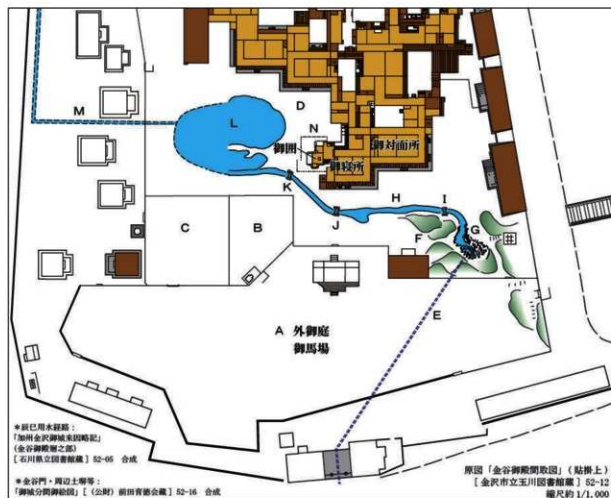 M
L
D
N
御囲
御寝所
御対面所
K
J
H
I
G
F
C
B
E
A 外御庭
御馬場
*辰巳用水経路:
「加州金沢御城来因略記」
(金谷御殿層之部)
[石川県立図書館蔵] 52-05 合成
*金谷門・周辺土塀等:
「御城分間御絵図」[(公財)前田育徳会蔵] 52-16 合成
原図「金谷御殿間取図」(貼掛上)
[金沢市立玉川図書館蔵] 52-12
縮尺約1/1,000